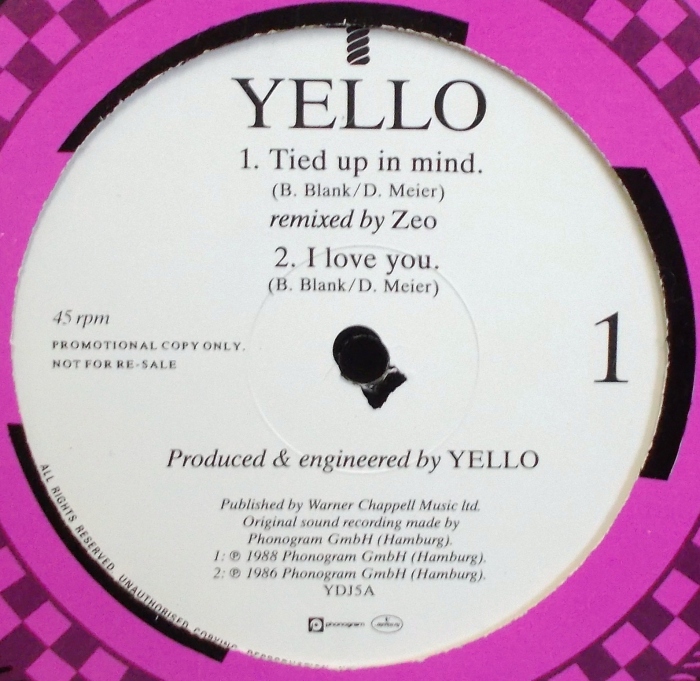 YELLO
1. Tied up in mind.
(B. Blank/D. Meier)
remixed by Zeo
2. I love you.
(B. Blank/D. Meier)
45 rpm
PROMOTIONAL COPY ONLY.
NOT FOR RE-SALE
1
Produced & engineered by YELLO
Published by Warner Chappell Music ltd.
Original sound recording made by
Phonogram GmbH (Hamburg).
1: ℗ 1988 Phonogram GmbH (Hamburg).
2: ℗ 1986 Phonogram GmbH (Hamburg).
YDJ5A
phonogram
ALL RIGHTS RESERVED. UNAUTHORISED COPYING,